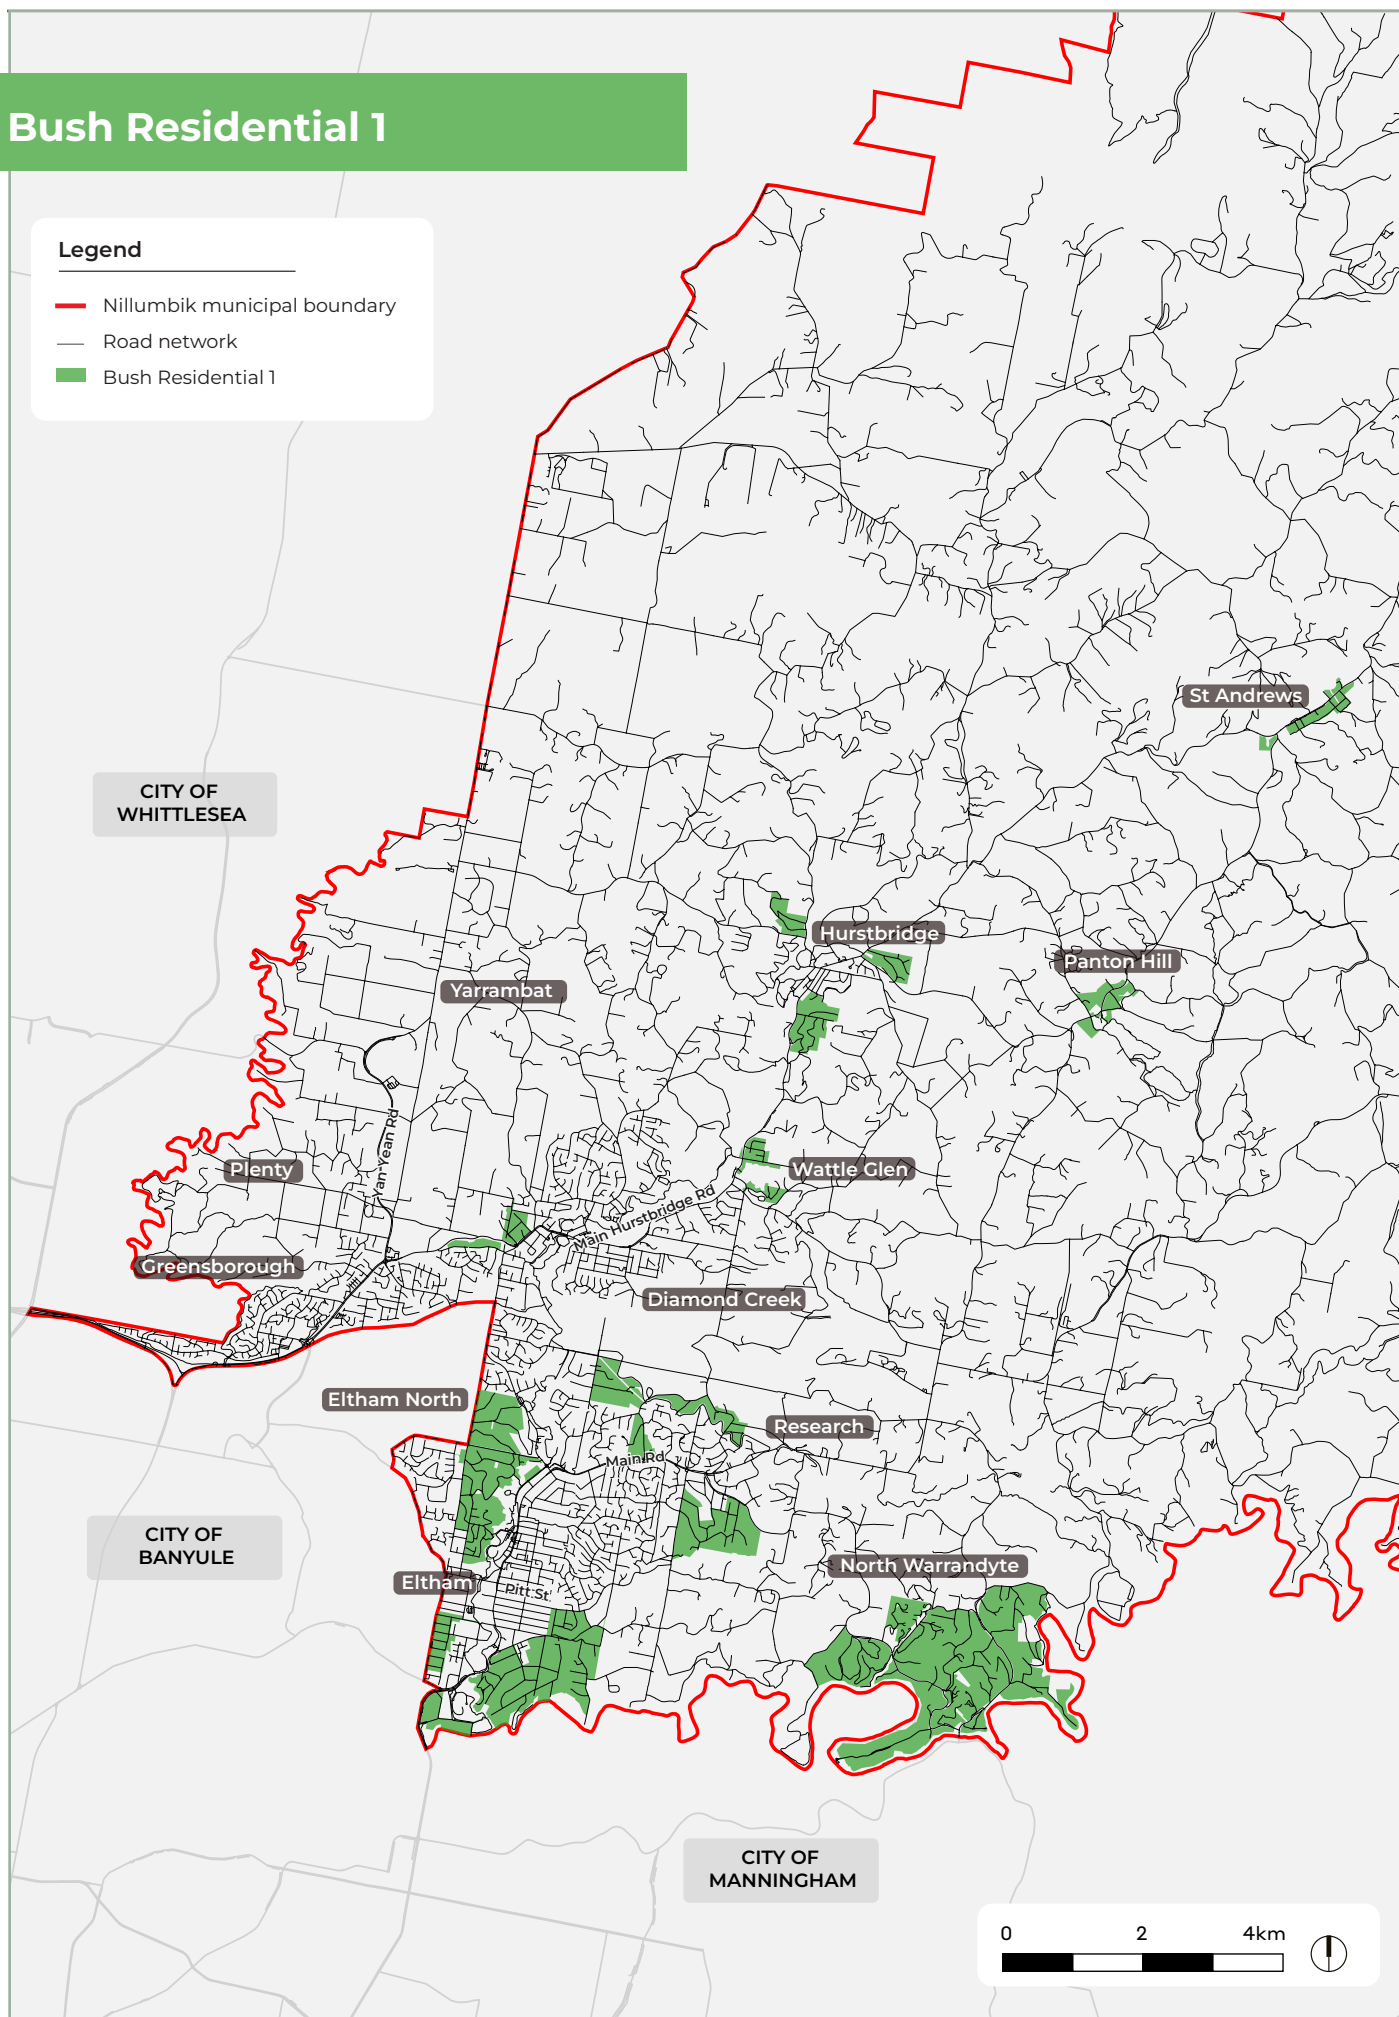 Bush Residential 1
Legend
Nillumbik municipal boundary
Road network
Bush Residential 1
St Andrews
CITY OF
WHITTLESEA
Hurstbridge
Panton Hill
Yarrambat
Yan Yean Rd
Plenty
Wattle Glen
Main Hurstbridge Rd
Greensborough
Diamond Creek
Eltham North
Research
Main Rd
CITY OF
BANYULE
North Warrandyte
Eltham
Pitt St
CITY OF
MANNINGHAM
0 2 4km